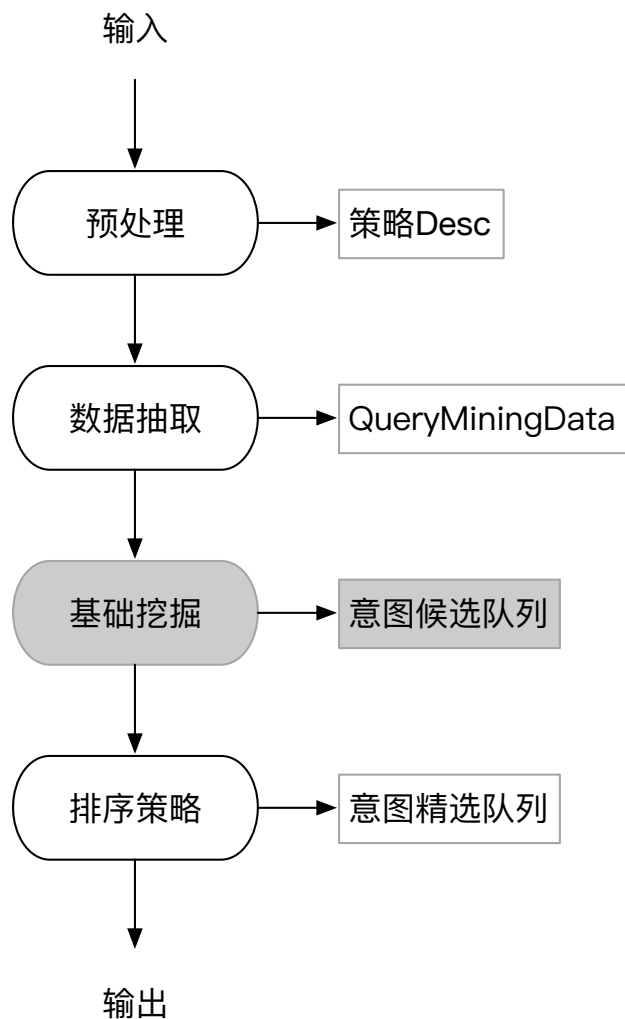 输入
预处理
策略Desc
数据抽取
QueryMiningData
基础挖掘
意图候选队列
排序策略
意图精选队列
输出